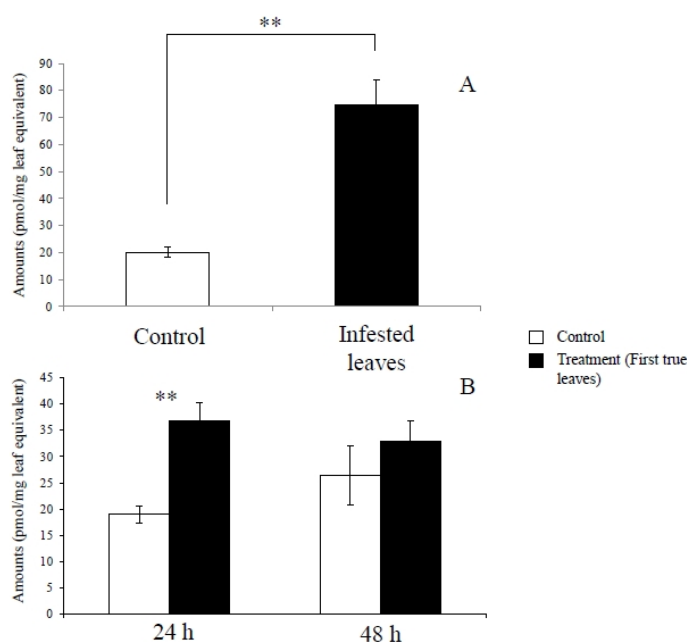 **
A
Amounts (pmol/mg leaf equivalent)
90
80
70
60
50
40
30
20
10
0
Control
Infested
leaves
Control
Treatment (First true
leaves)
B
**
Amounts (pmol/mg leaf equivalent)
45
40
35
30
25
20
15
10
5
0
24 h
48 h